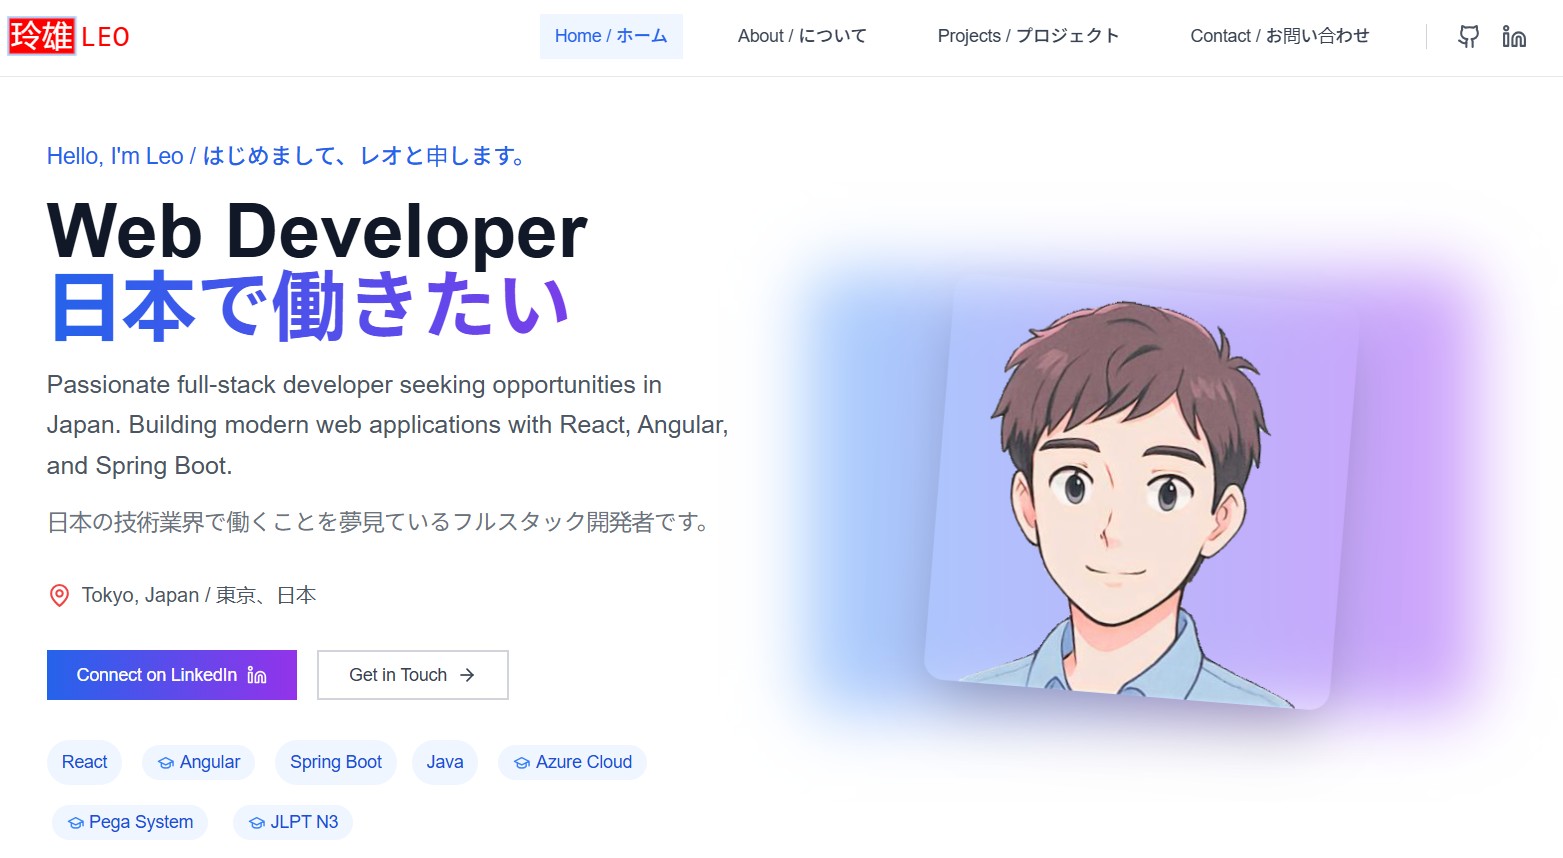 玲雄 LEO
Home / ホーム
About / について
Projects / プロジェクト
Contact / お問い合わせ
Hello, I'm Leo / はじめまして、レオと申します。
Web Developer
日本で働きたい
Passionate full-stack developer seeking opportunities in
Japan. Building modern web applications with React, Angular,
and Spring Boot.
日本の技術業界で働くことを夢見ているフルスタック開発者です。
Tokyo, Japan / 東京、日本
Connect on LinkedIn
Get in Touch
React
Angular
Spring Boot
Java
Azure Cloud
Pega System
JLPT N3